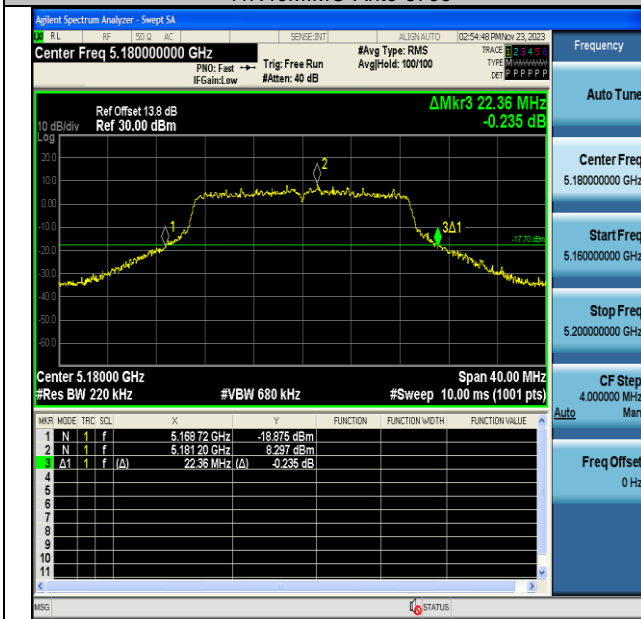 Agilent Spectrum Analyzer - Swept SA
RL RF 50 Ω AC SENSE:INT ALIGN AUTO 02:54:48 PM Nov 23, 2023
Center Freq 5.180000000 GHz
PNO: Fast
IFGain:Low
Trig: Free Run
#Atten: 40 dB
#Avg Type: RMS
Avg|Hold: 100/100
TRACE 1 2 3 4 5 6
TYPE M
DET P P P P P P
Ref Offset 13.8 dB
Ref 30.00 dBm
10 dB/div
Log
ΔMkr3 22.36 MHz
-0.235 dB
20.0
10.0
0.00
-10.0
-20.0
-30.0
-40.0
-50.0
-60.0
1
2
3Δ1
-17.70 dBm
Center 5.18000 GHz
Span 40.00 MHz
#Res BW 220 kHz
#VBW 680 kHz
#Sweep 10.00 ms (1001 pts)
MKR MODE TRC SCL X Y FUNCTION FUNCTION WIDTH FUNCTION VALUE
1 N 1 f 5.168 72 GHz -18.875 dBm
2 N 1 f 5.181 20 GHz 8.297 dBm
3 Δ1 1 f (Δ) 22.36 MHz (Δ) -0.235 dB
4
5
6
7
8
9
10
11
MSG
STATUS
Frequency
Auto Tune
Center Freq
5.180000000 GHz
Start Freq
5.160000000 GHz
Stop Freq
5.200000000 GHz
CF Step
4.000000 MHz
Auto Man
Freq Offset
0 Hz